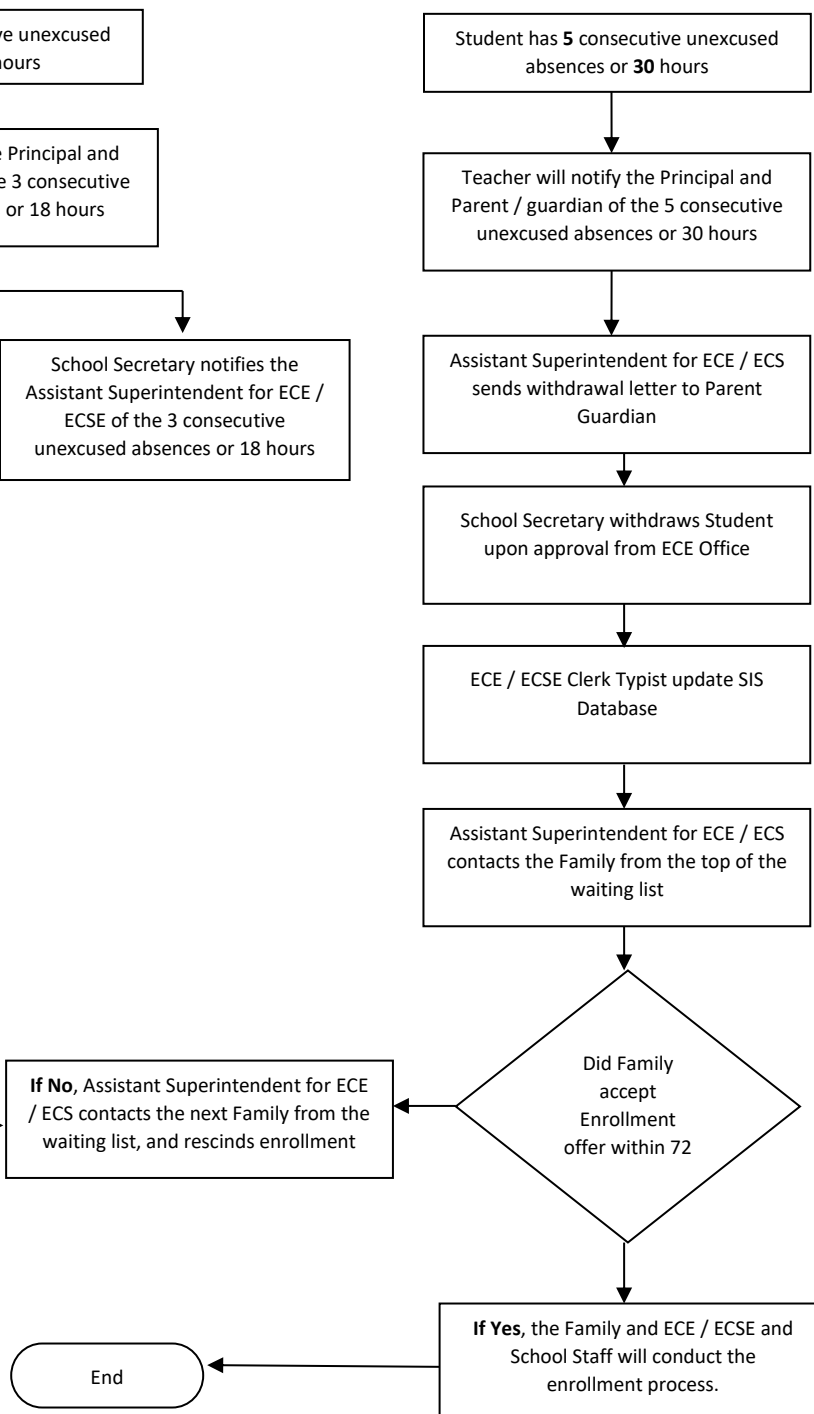 ve unexcused
hours
Principal and
3 consecutive
or 18 hours
School Secretary notifies the
Assistant Superintendent for ECE /
ECSE of the 3 consecutive
unexcused absences or 18 hours
Student has 5 consecutive unexcused
absences or 30 hours
Teacher will notify the Principal and
Parent / guardian of the 5 consecutive
unexcused absences or 30 hours
Assistant Superintendent for ECE / ECS
sends withdrawal letter to Parent
Guardian
School Secretary withdraws Student
upon approval from ECE Office
ECE / ECSE Clerk Typist update SIS
Database
Assistant Superintendent for ECE / ECS
contacts the Family from the top of the
waiting list
Did Family
accept
Enrollment
offer within 72
If No, Assistant Superintendent for ECE
/ ECS contacts the next Family from the
waiting list, and rescinds enrollment
If Yes, the Family and ECE / ECSE and
School Staff will conduct the
enrollment process.
End